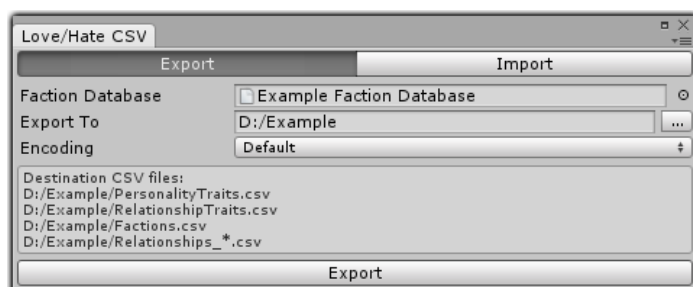 Love/Hate CSV
Export Import
Faction Database Example Faction Database
Export To D:/Example ...
Encoding Default
Destination CSV files:
D:/Example/PersonalityTraits.csv
D:/Example/RelationshipTraits.csv
D:/Example/Factions.csv
D:/Example/Relationships_*.csv
Export